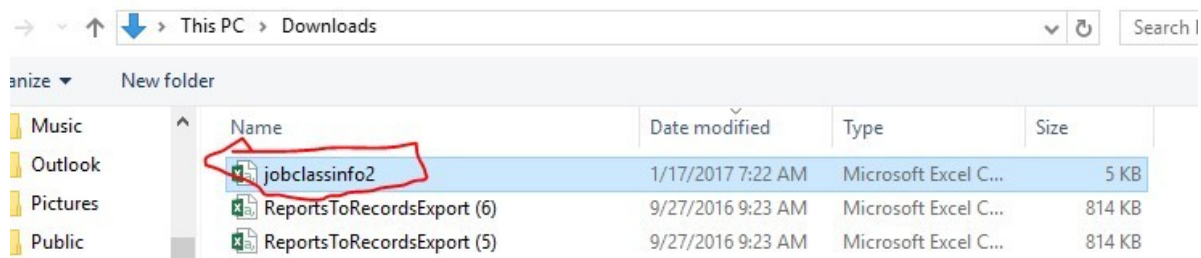 This PC > Downloads
Search
anize
New folder
Name Date modified Type Size
Music
Outlook
Pictures
Public
jobclassinfo2 1/17/2017 7:22 AM Microsoft Excel C... 5 KB
ReportsToRecordsExport (6) 9/27/2016 9:23 AM Microsoft Excel C... 814 KB
ReportsToRecordsExport (5) 9/27/2016 9:23 AM Microsoft Excel C... 814 KB